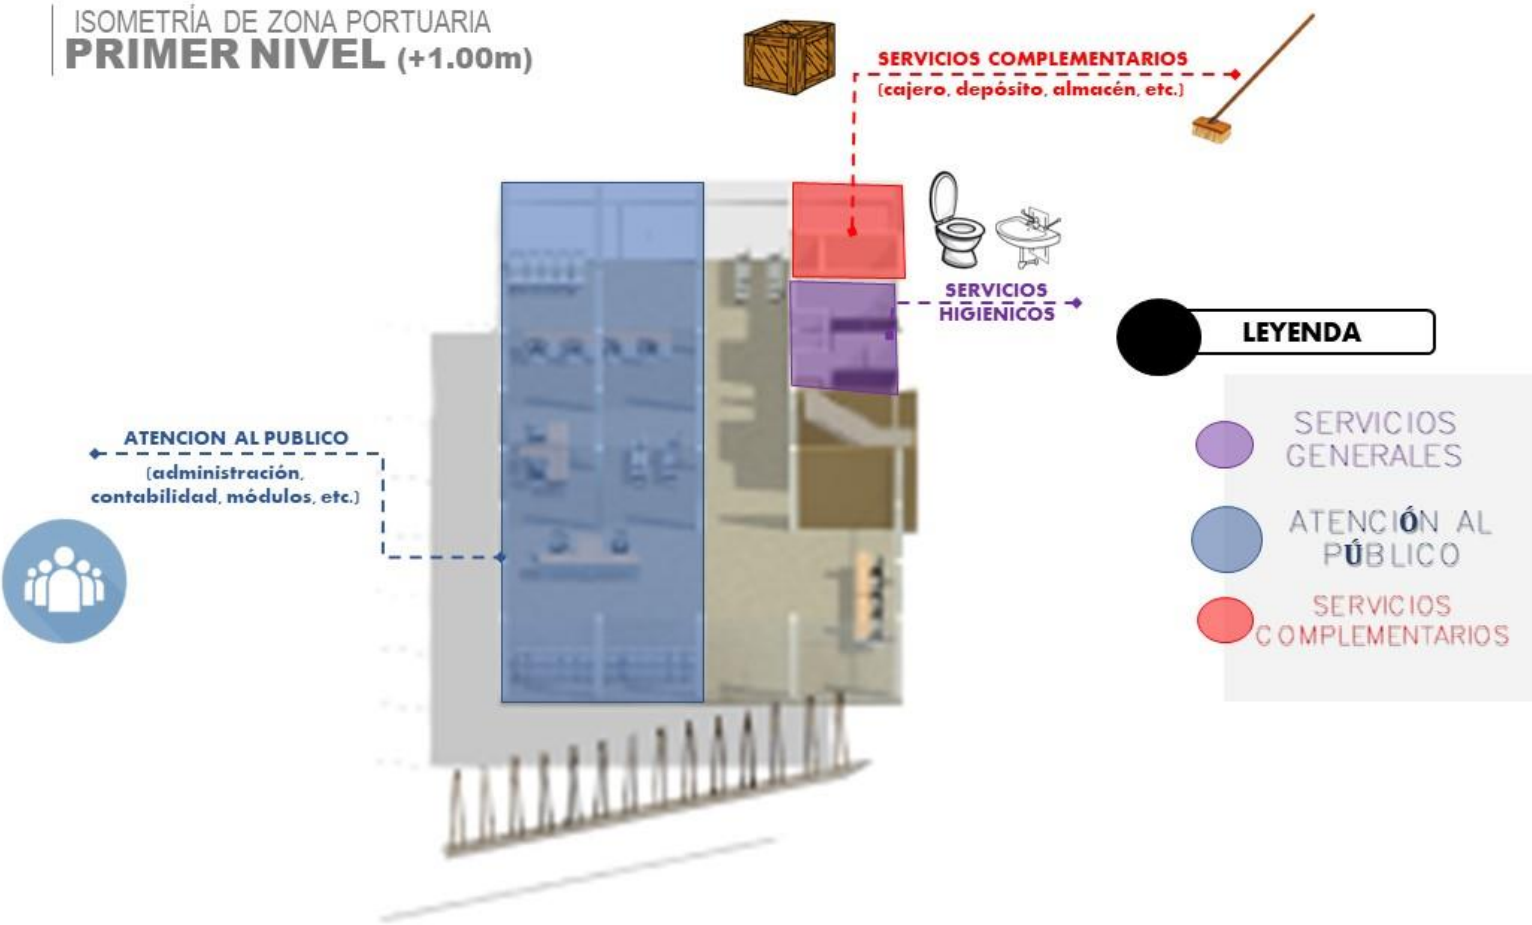 ISOMETRÍA DE ZONA PORTUARIA
PRIMER NIVEL (+1.00m)
SERVICIOS COMPLEMENTARIOS
(cajero, depósito, almacén, etc.)
SERVICIOS
HIGIENICOS
LEYENDA
ATENCION AL PUBLICO
(administración,
contabilidad, módulos, etc.)
SERVICIOS
GENERALES
ATENCIÓN AL
PÚBLICO
SERVICIOS
COMPLEMENTARIOS